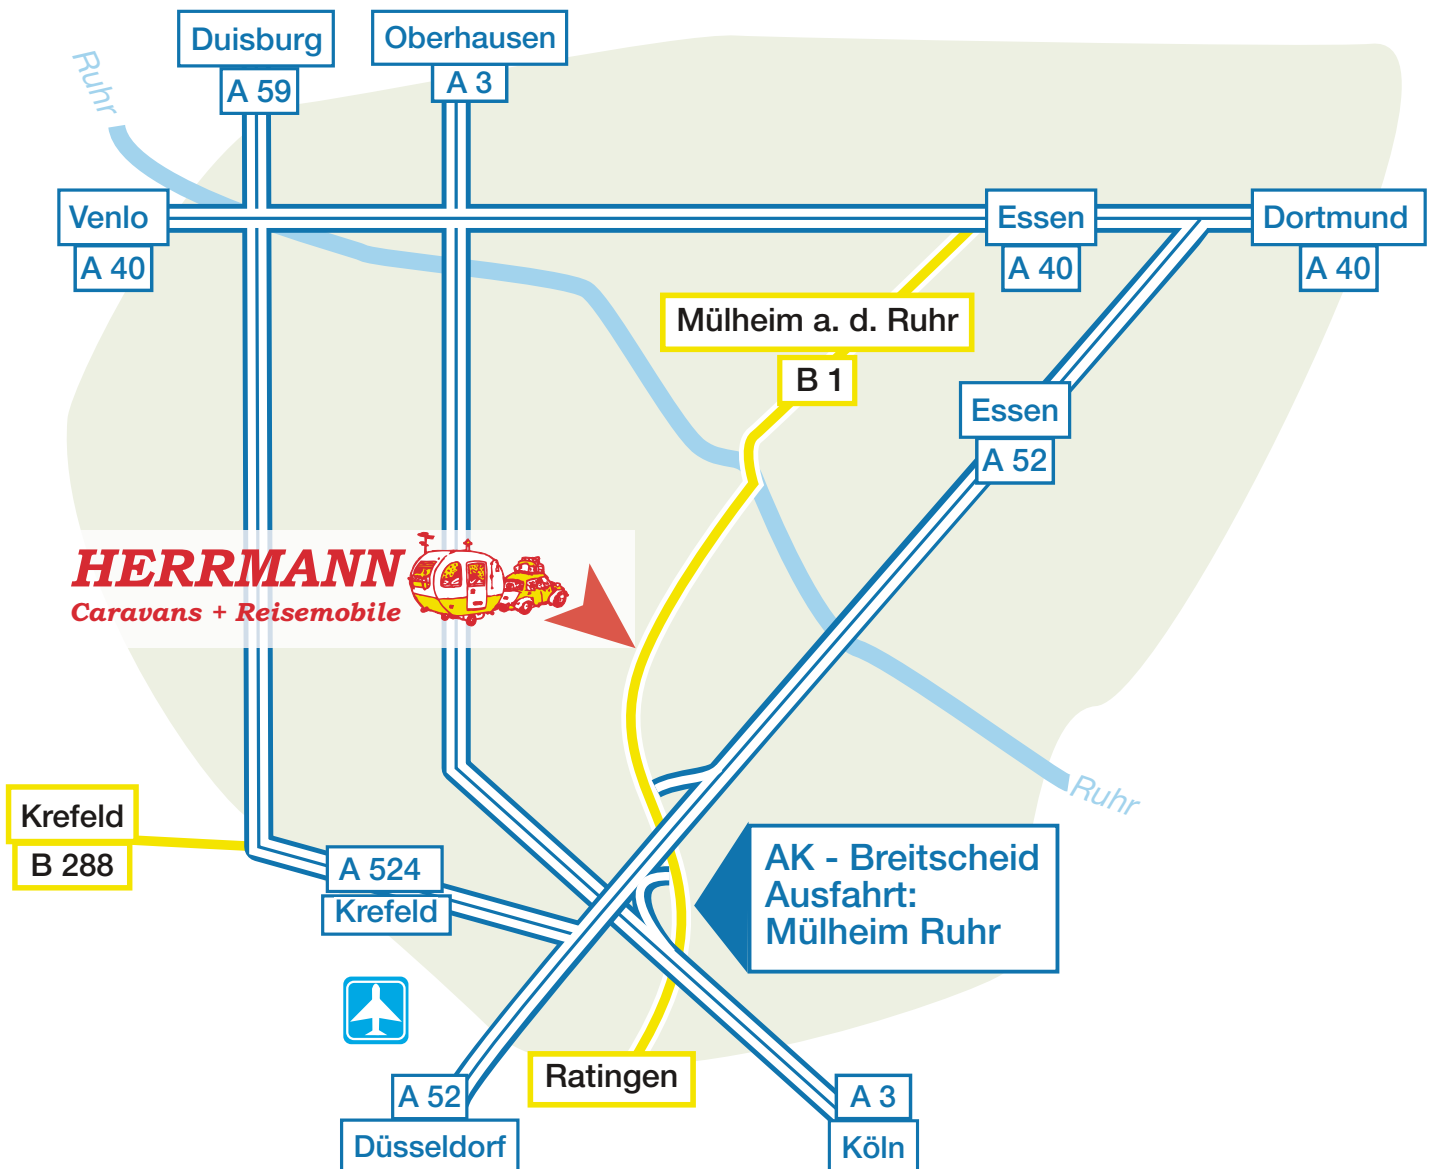 Duisburg
A 59
Oberhausen
A 3
Ruhr
Venlo
A 40
Essen
A 40
Dortmund
A 40
Mülheim a. d. Ruhr
B 1
Essen
A 52
HERRMANN
Caravans + Reisemobile
Ruhr
Krefeld
B 288
A 524
Krefeld
AK - Breitscheid
Ausfahrt:
Mülheim Ruhr
Ratingen
A 52
Düsseldorf
A 3
Köln